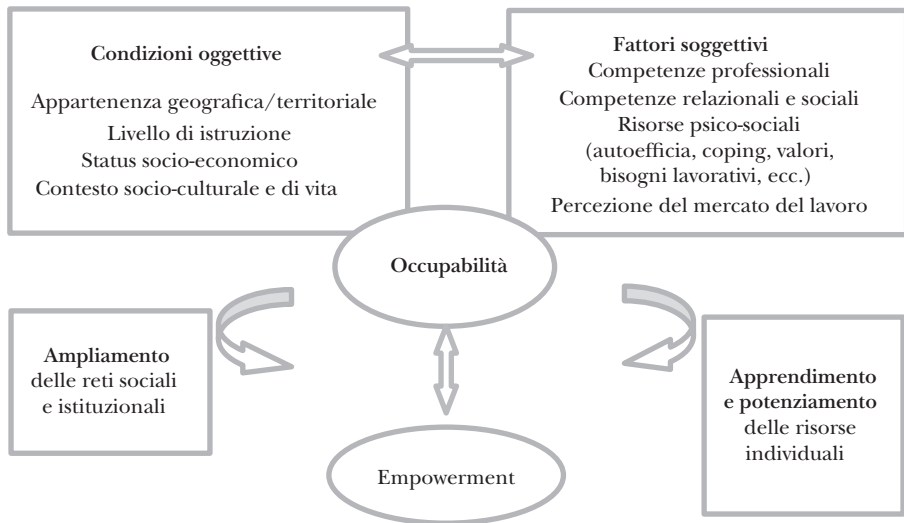 Condizioni oggettive
Appartenenza geografica/territoriale
Livello di istruzione
Status socio-economico
Contesto socio-culturale e di vita
Fattori soggettivi
Competenze professionali
Competenze relazionali e sociali
Risorse psico-sociali
(autoefficia, coping, valori,
bisogni lavorativi, ecc.)
Percezione del mercato del lavoro
Occupabilità
Ampliamento
delle reti sociali
e istituzionali
Apprendimento
e potenziamento
delle risorse
individuali
Empowerment